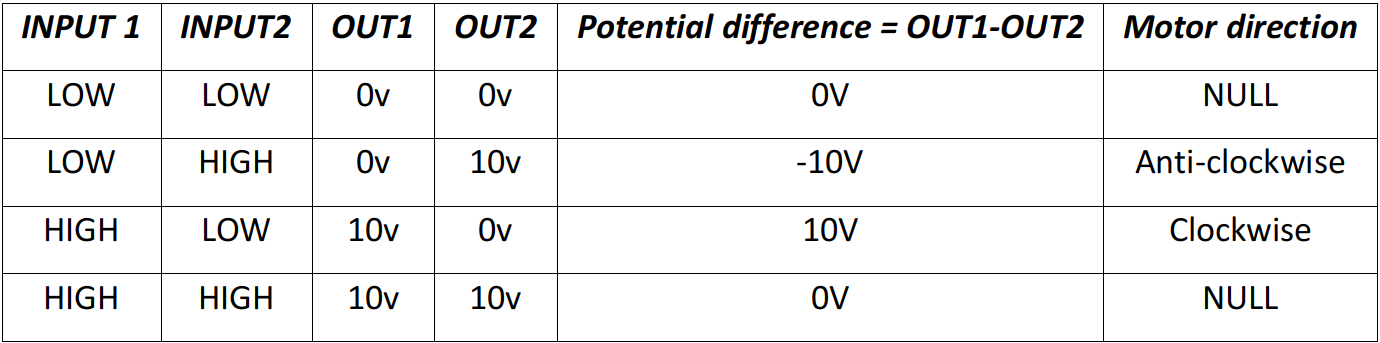 INPUT 1 INPUT2 OUT1 OUT2 Potential difference = OUT1-OUT2 Motor direction
LOW LOW 0v 0v 0V NULL
LOW HIGH 0v 10v -10V Anti-clockwise
HIGH LOW 10v 0v 10V Clockwise
HIGH HIGH 10v 10v 0V NULL